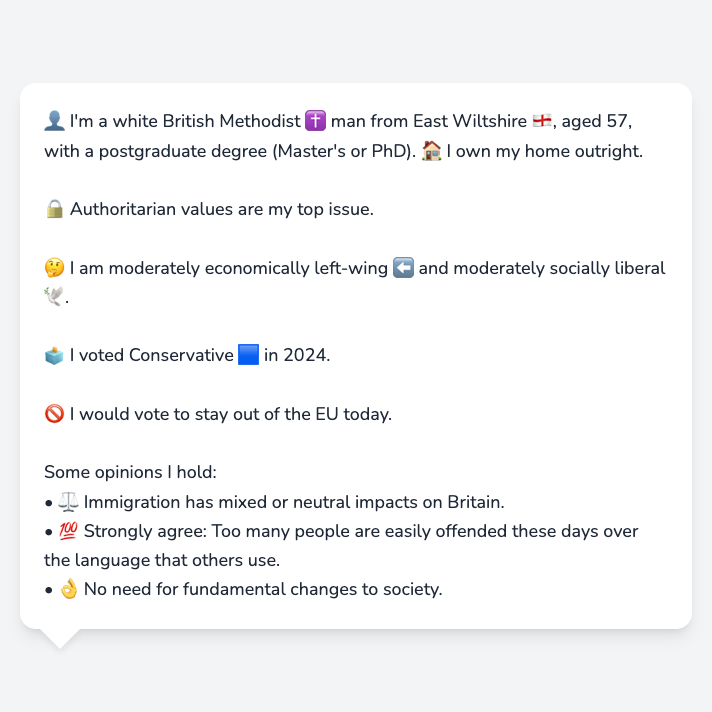 👤 I'm a white British Methodist ✝️ man from East Wiltshire 🏴󠁧󠁢󠁥󠁮󠁧󠁿, aged 57,
with a postgraduate degree (Master's or PhD). 🏠 I own my home outright.
🔒 Authoritarian values are my top issue.
🤔 I am moderately economically left-wing ⬅️ and moderately socially liberal
🕊️.
🗳️ I voted Conservative 🟦 in 2024.
🚫 I would vote to stay out of the EU today.
Some opinions I hold:
• ⚖️ Immigration has mixed or neutral impacts on Britain.
• 💯 Strongly agree: Too many people are easily offended these days over
the language that others use.
• 👌 No need for fundamental changes to society.